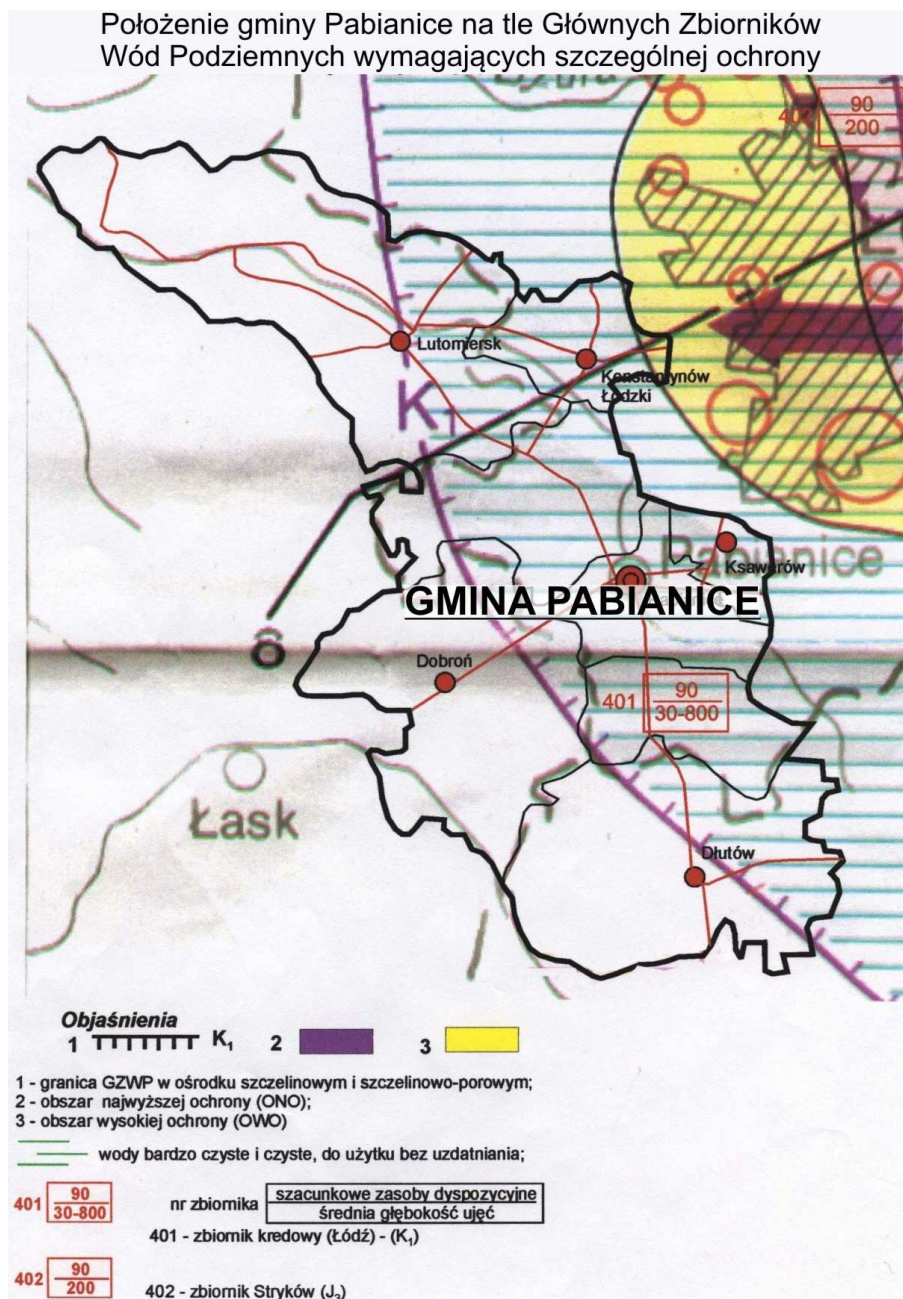 Położenie gminy Pabianice na tle Głównych Zbiorników
Wód Podziemnych wymagających szczególnej ochrony
90
402
200
Lutomiersk
Konstantynów
Łódzki
K1
Pabianice
Ksawerów
GMINA PABIANICE
Dobroń
401
90
30-800
Łask
Dłutów
Objaśnienia
1 K1 2 3
1 - granica GZWP w ośrodku szczelinowym i szczelinowo-porowym;
2 - obszar najwyższej ochrony (ONO);
3 - obszar wysokiej ochrony (OWO)
wody bardzo czyste i czyste, do użytku bez uzdatniania;
401 90
30-800
nr zbiornika szacunkowe zasoby dyspozycyjne
średnia głębokość ujęć
401 - zbiornik kredowy (Łódź) - (K1)
402 90
200
402 - zbiornik Stryków (J3)